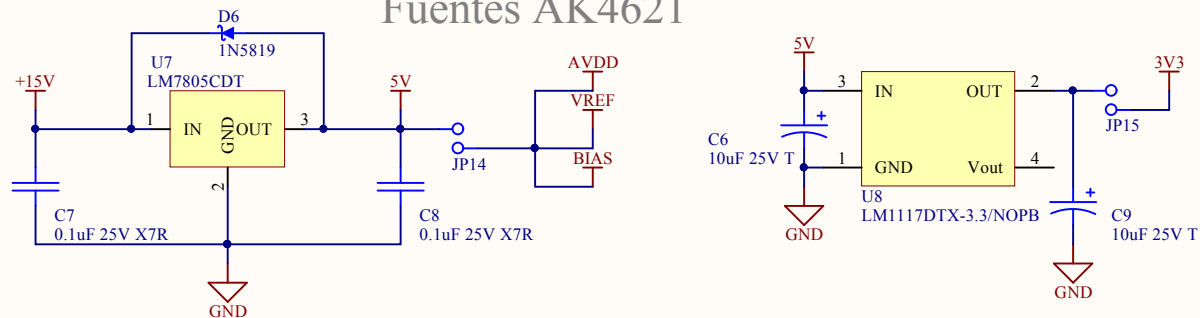 Fuentes AK4621
D6
1N5819
U7
LM7805CDT
+15V
5V
1
IN
GND
OUT
3
2
C7
0.1uF 25V X7R
C8
0.1uF 25V X7R
GND
JP14
AVDD
VREF
BIAS
5V
C6
10uF 25V T
GND
3
IN
OUT
2
1
GND
Vout
4
U8
LM1117DTX-3.3/NOPB
3V3
JP15
C9
10uF 25V T
GND